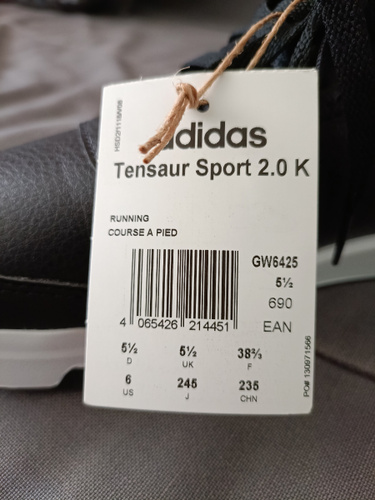 adidas
Tensaur Sport 2.0 K
RUNNING
COURSE A PIED
GW6425
5½
690
EAN
4 065426 214451
5½ 5½ 38⅔
D UK F
6 245 235
US J CHN
PO# 130971566